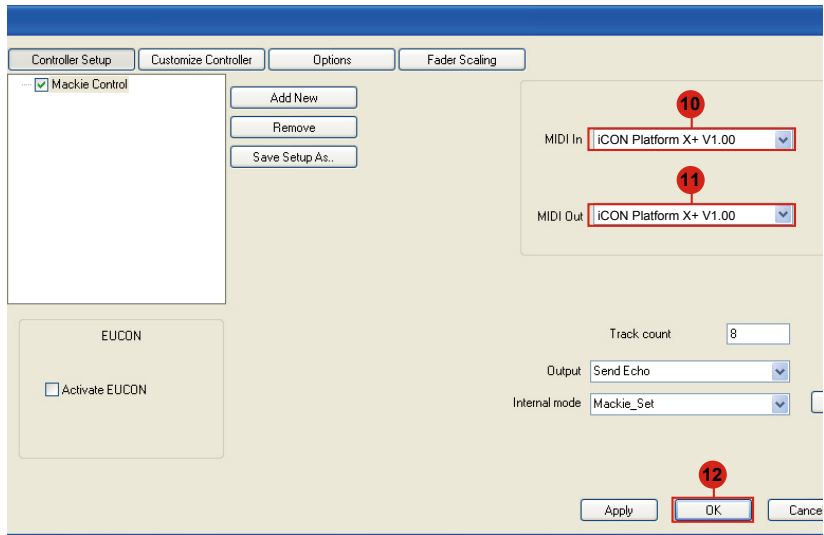 Controller Setup Customize Controller Options Fader Scaling
Mackie Control
Add New
Remove
Save Setup As..
10
MIDI In iCON Platform X+ V1.00
11
MIDI Out iCON Platform X+ V1.00
EUCON
Activate EUCON
Track count 8
Output Send Echo
Internal mode Mackie_Set
12
Apply OK Cance